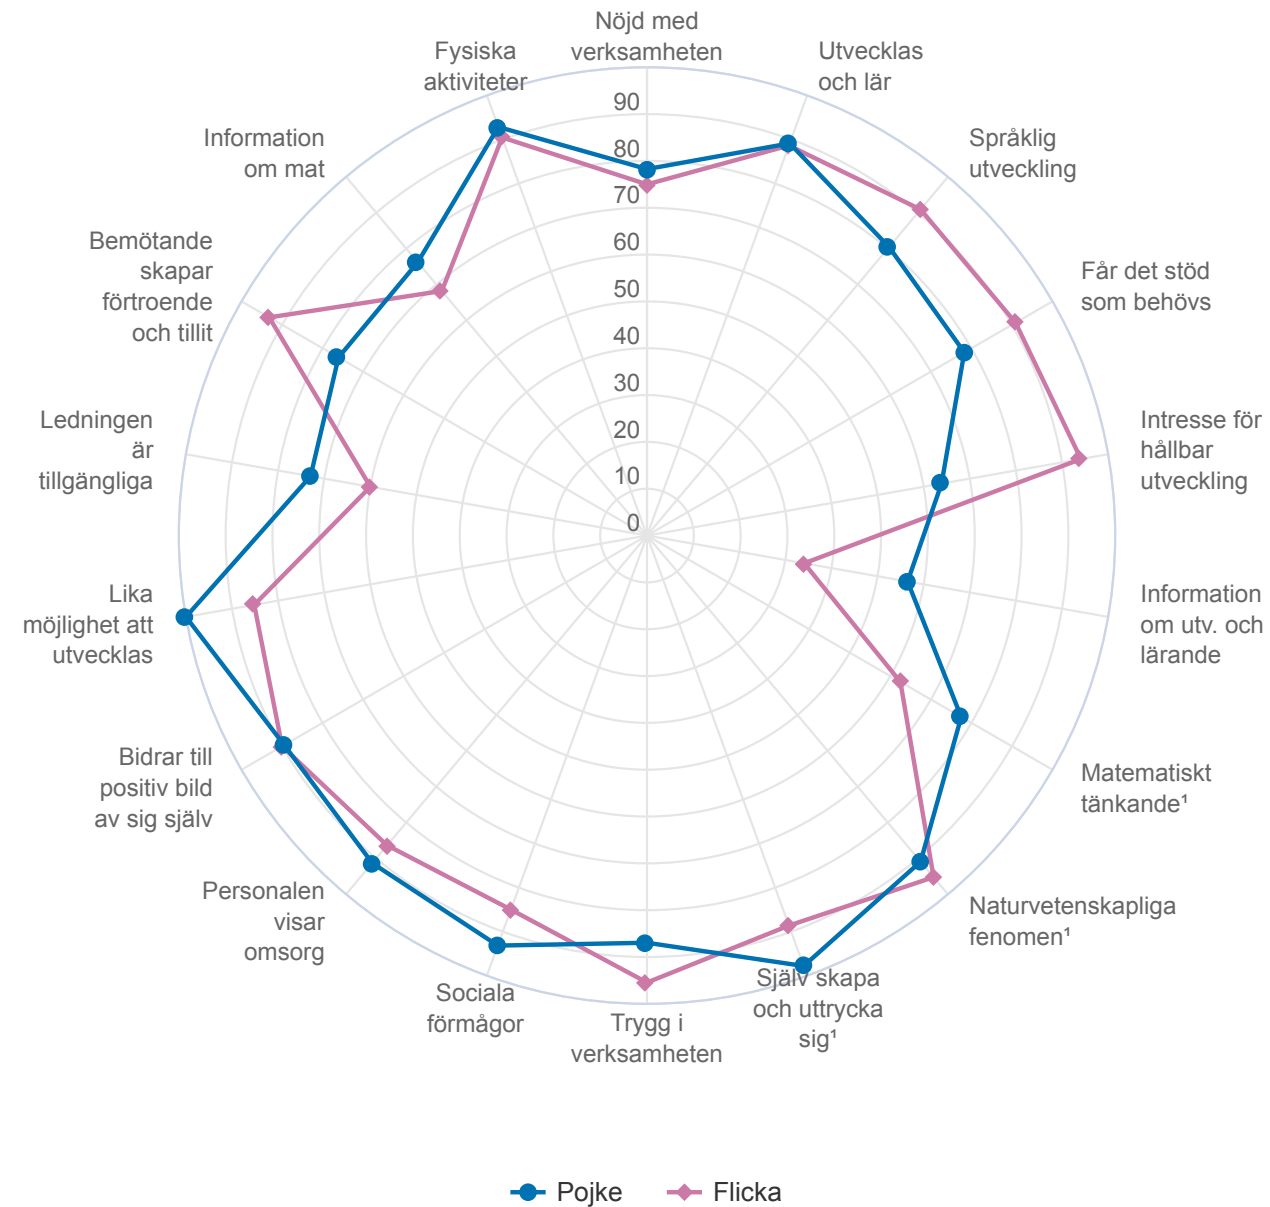 Nöjd med
verksamheten
Utvecklas
och lär
Språklig
utveckling
Får det stöd
som behövs
Intresse för
hållbar
utveckling
Information
om utv. och
lärande
Matematiskt
tänkande¹
Naturvetenskapliga
fenomen¹
Själv skapa
och uttrycka
sig¹
Trygg i
verksamheten
Sociala
förmågor
Personalen
visar
omsorg
Bidrar till
positiv bild
av sig själv
Lika
möjlighet att
utvecklas
Ledningen
är
tillgängliga
Bemötande
skapar
förtroende
och tillit
Information
om mat
Fysiska
aktiviteter
90
80
70
60
50
40
30
20
10
0
Pojke
Flicka